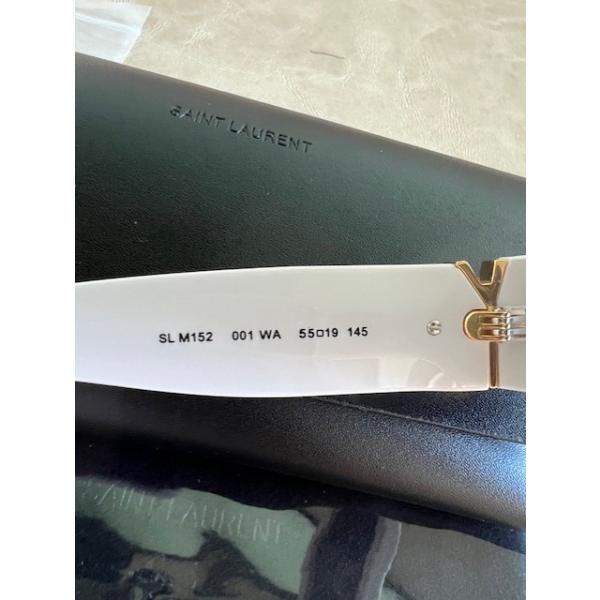 SAINT LAURENT
SL M152 001 WA 55□19 145
SAINT LAURENT